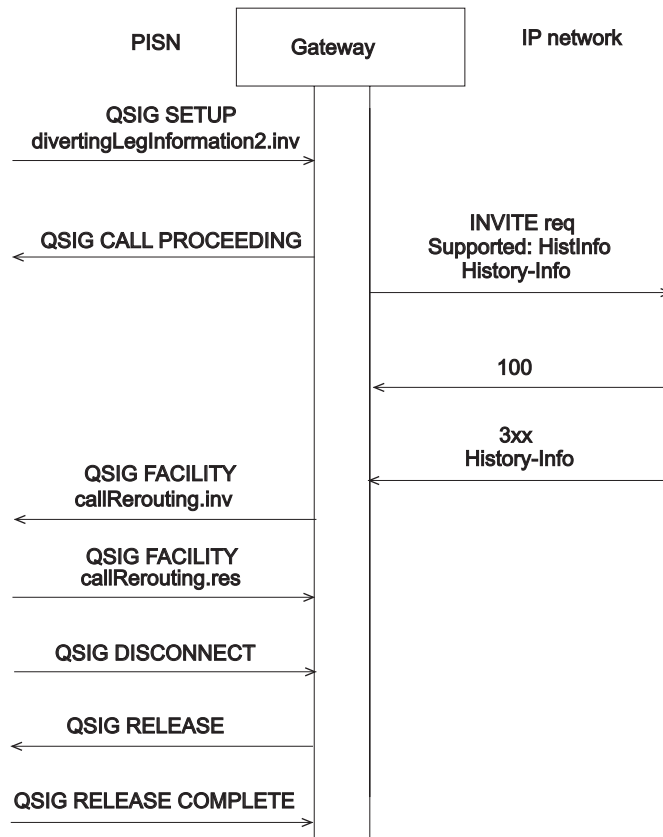 PISN
Gateway
IP network
QSIG SETUP
divertingLegInformation2.inv
INVITE req
Supported: HistInfo
History-Info
QSIG CALL PROCEEDING
100
3xx
History-Info
QSIG FACILITY
callRerouting.inv
QSIG FACILITY
callRerouting.res
QSIG DISCONNECT
QSIG RELEASE
QSIG RELEASE COMPLETE